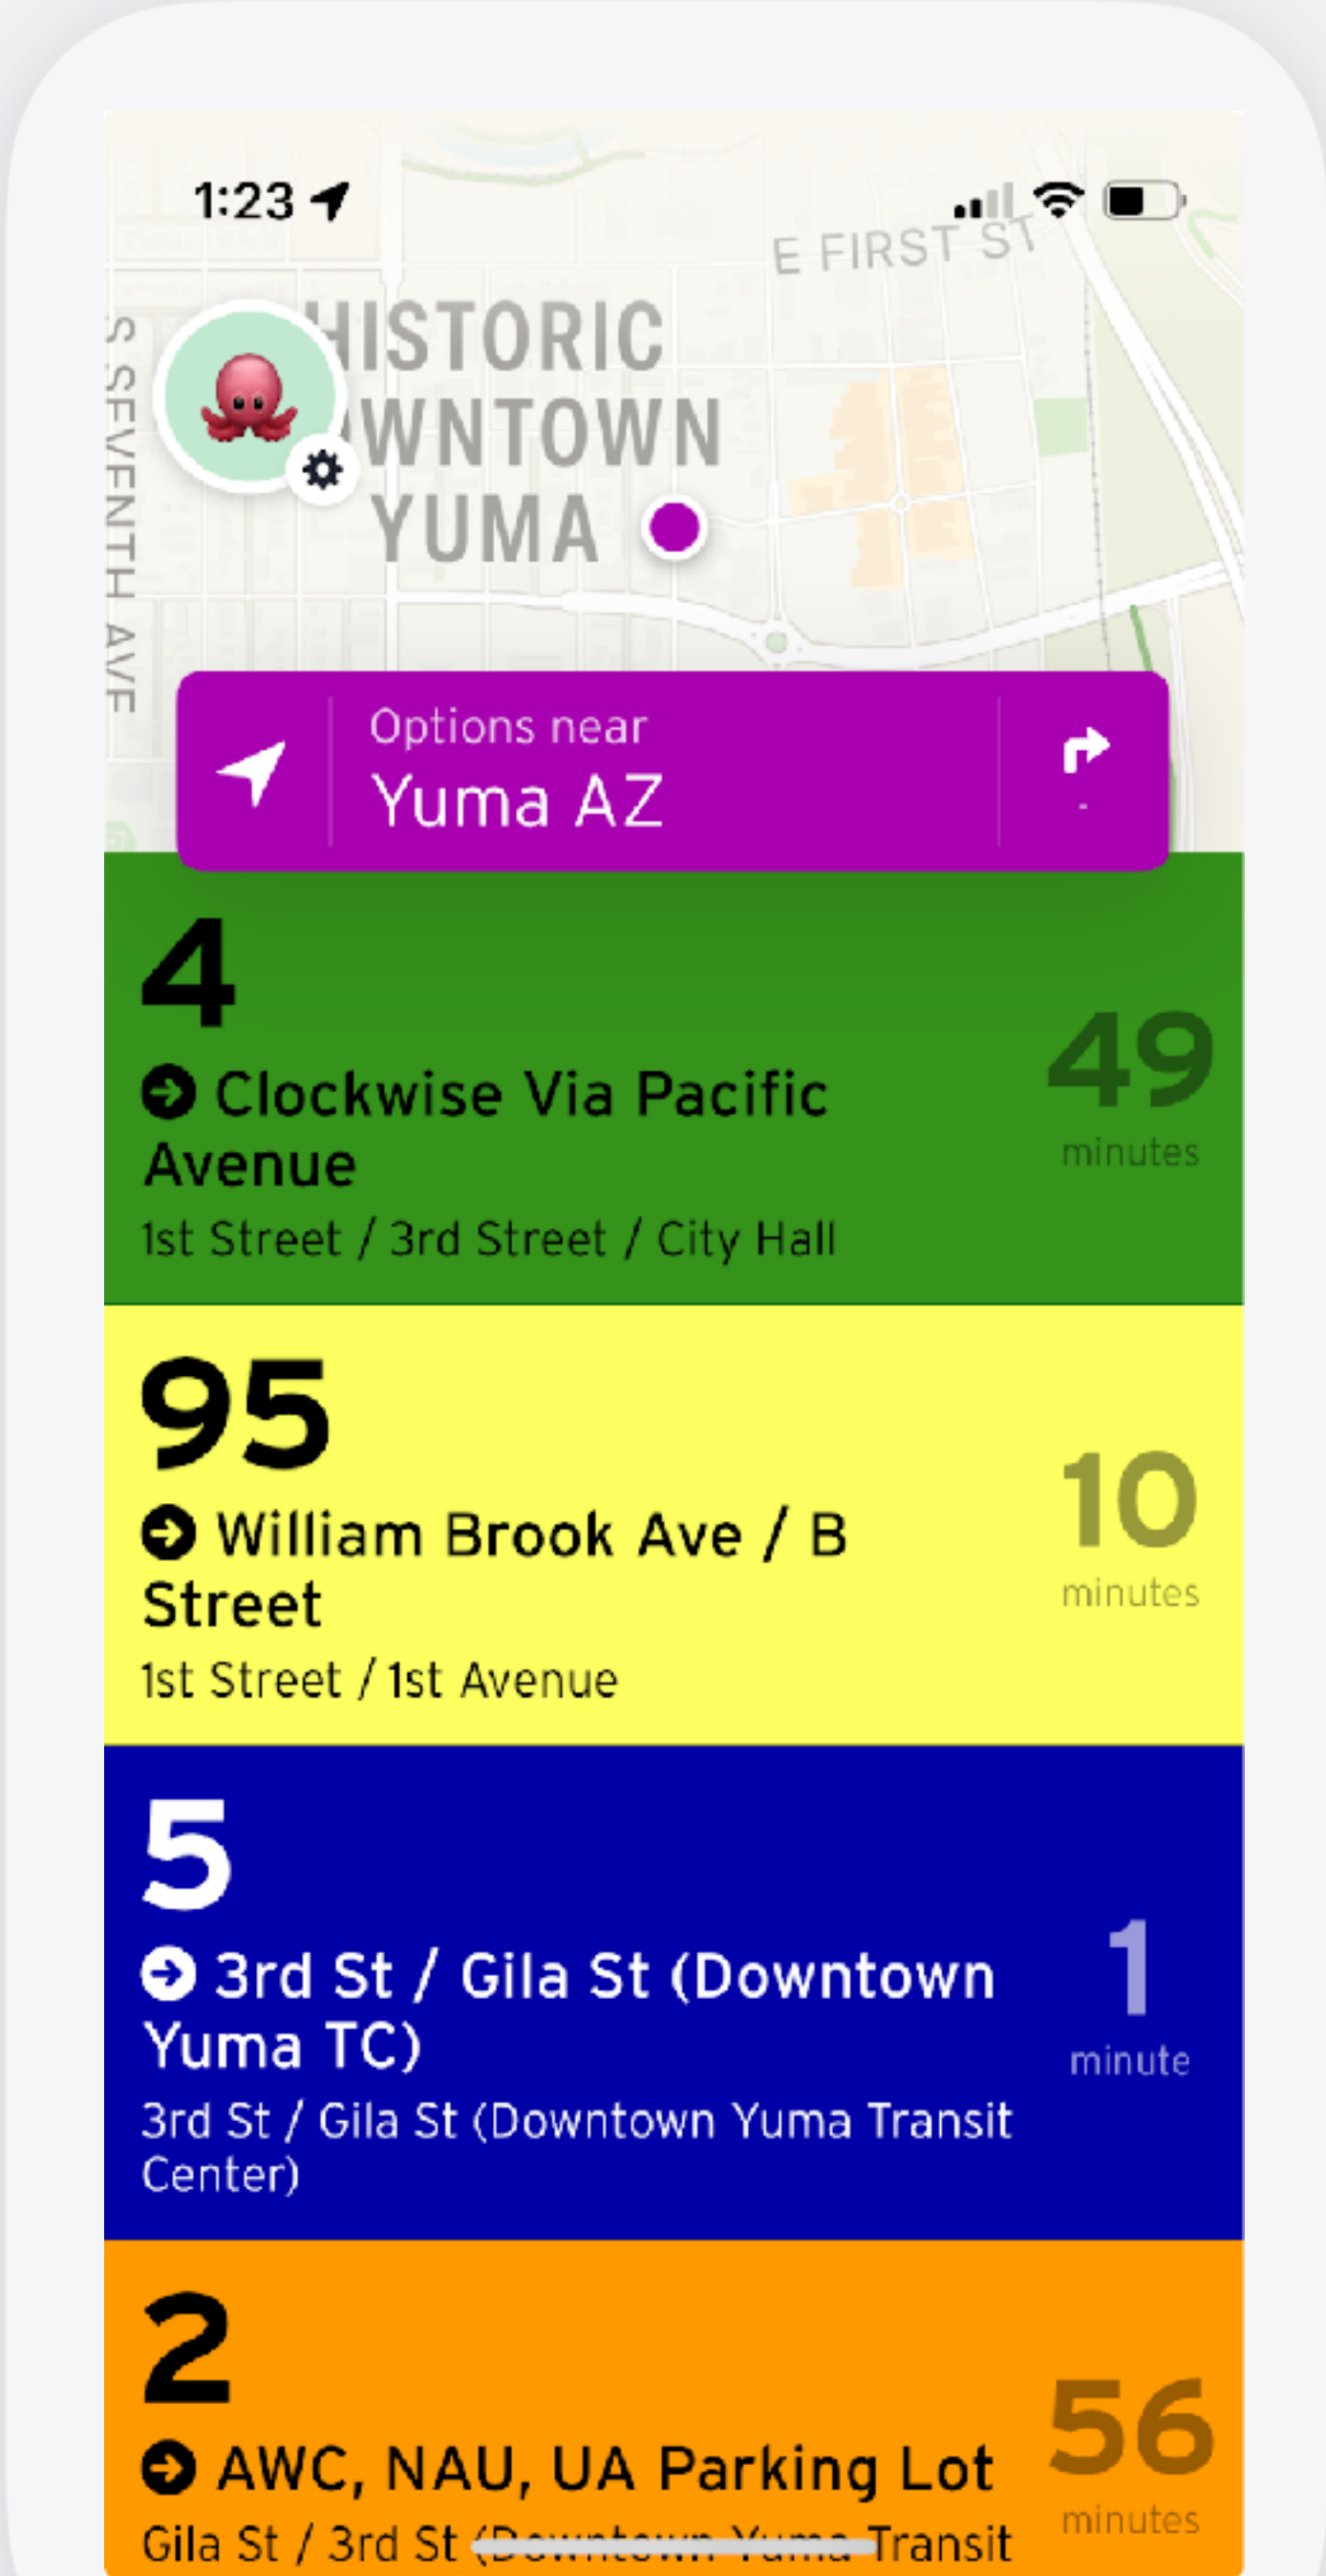 1:23
E FIRST ST
HISTORIC
WNTOWN
YUMA
S SEVENTH AVE
Options near
Yuma AZ
-
4
Clockwise Via Pacific
Avenue
1st Street / 3rd Street / City Hall
49
minutes
95
William Brook Ave / B
Street
1st Street / 1st Avenue
10
minutes
5
3rd St / Gila St (Downtown
Yuma TC)
3rd St / Gila St (Downtown Yuma Transit
Center)
1
minute
2
AWC, NAU, UA Parking Lot
Gila St / 3rd St (Downtown Yuma Transit
56
minutes